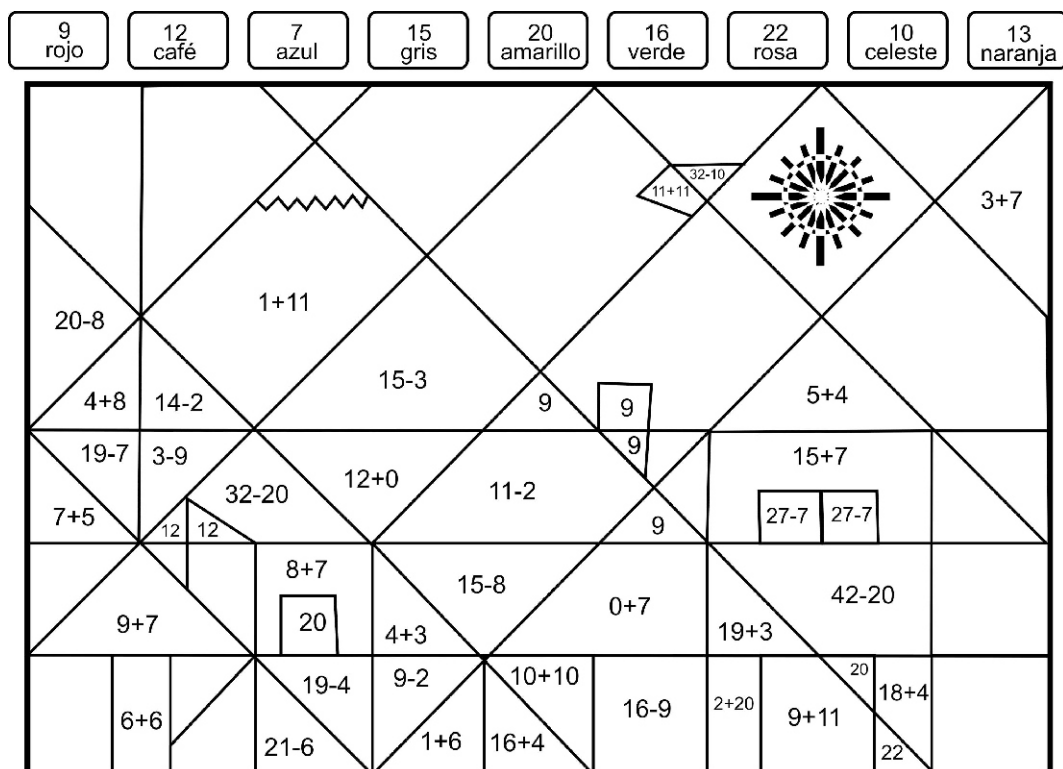 9 12 7 15 20 16 22 10 13
rojo café azul gris amarillo verde rosa celeste naranja
32-10
11+11
3+7
1+11
20-8
15-3
5+4
4+8 14-2 9 9
19-7 3-9 9 15+7
12+0
32-20 11-2
7+5 12 12 9 27-7 27-7
8+7
15-8 42-20
0+7
9+7 20 4+3 19+3
20
19-4 9-2 10+10 18+4
2+20
6+6 16-9 9+11
21-6 1+6 16+4 22